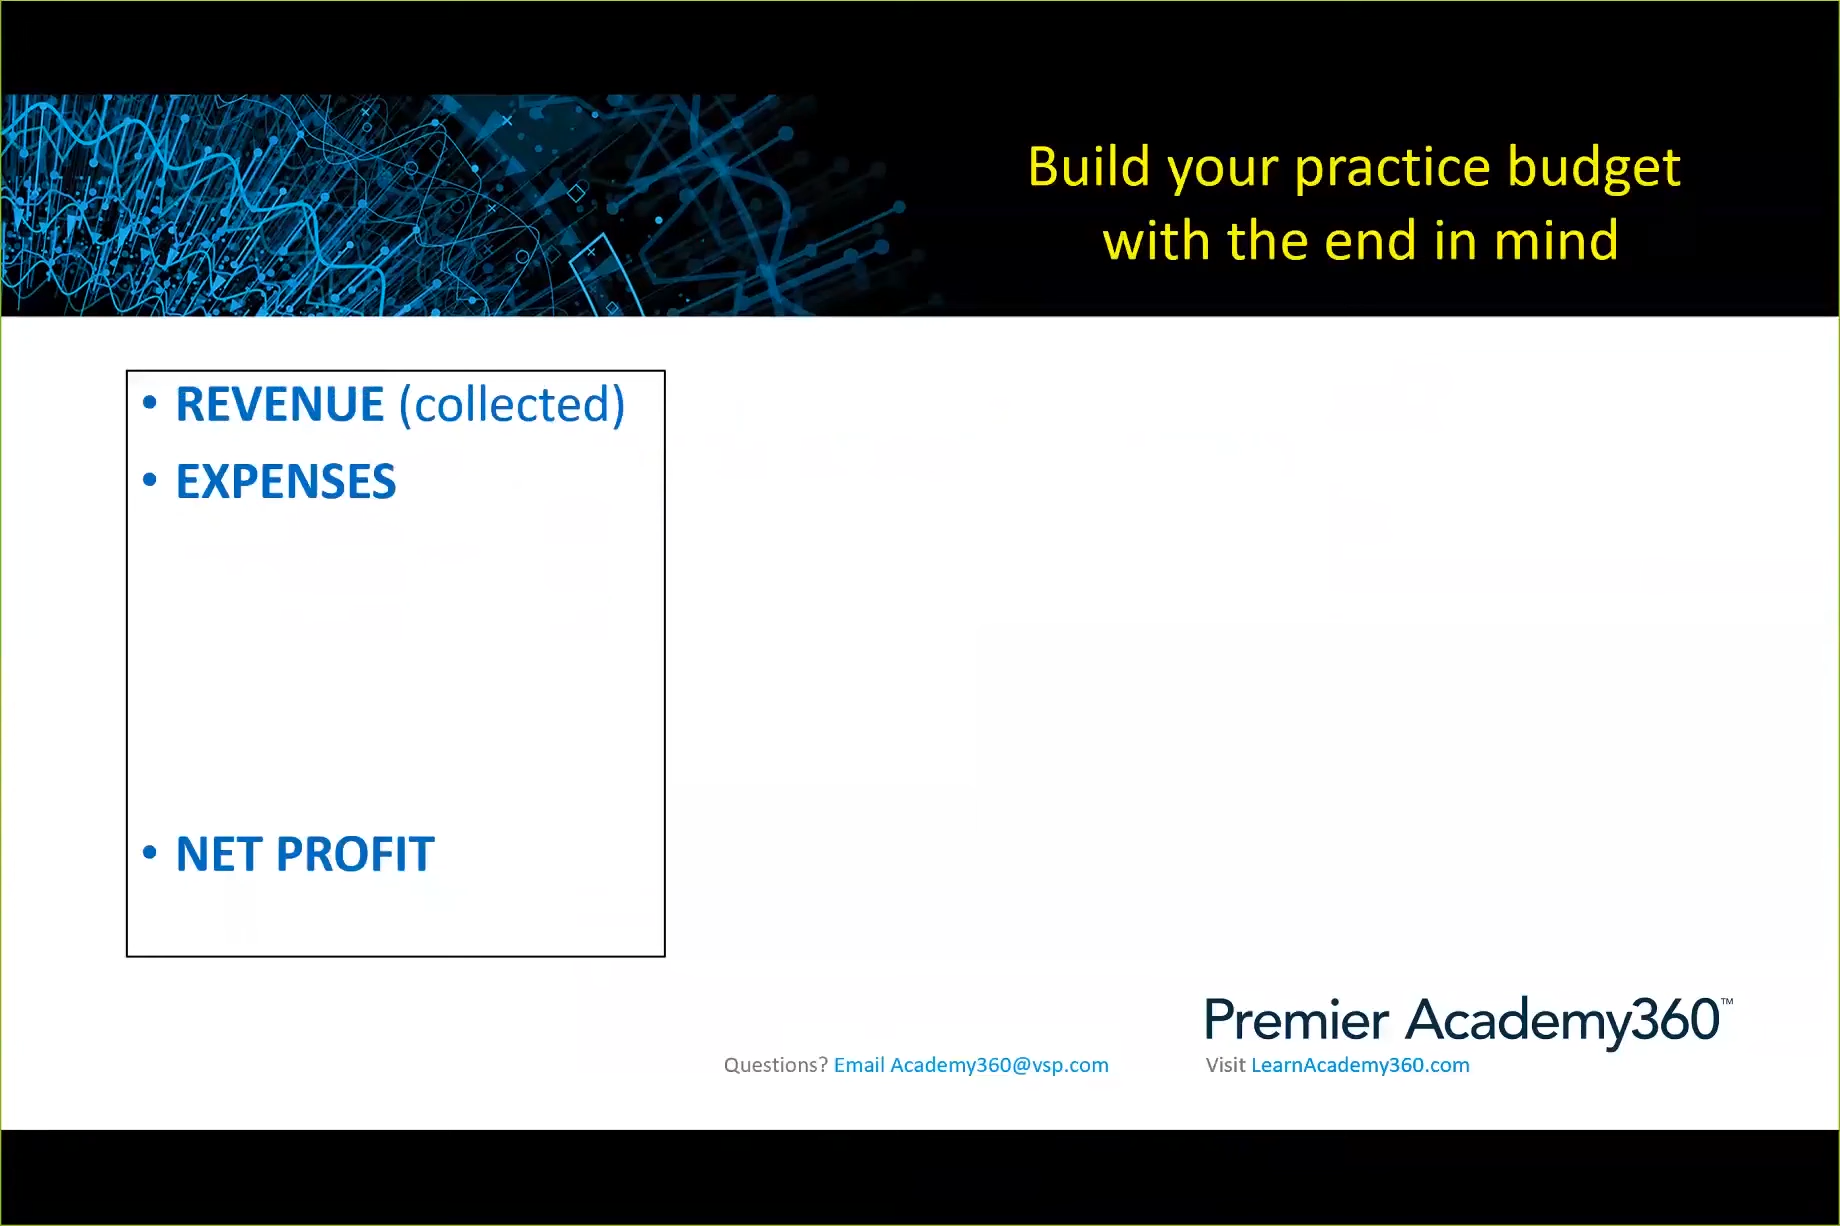 Build your practice budget
with the end in mind
• REVENUE (collected)
• EXPENSES
• NET PROFIT
Premier Academy360™
Questions? Email Academy360@vsp.com
Visit LearnAcademy360.com